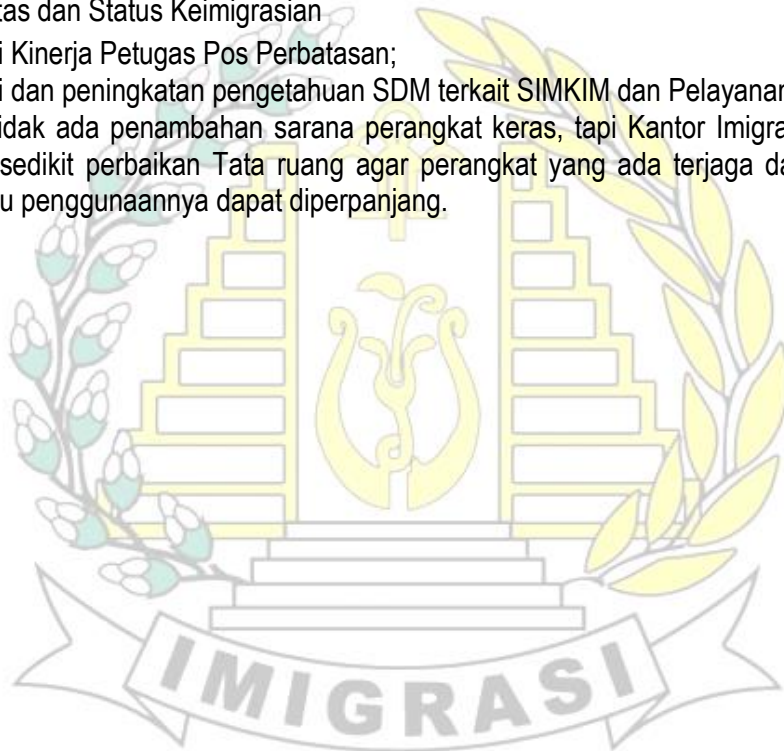 tas dan Status Keimigrasian
i Kinerja Petugas Pos Perbatasan;
i dan peningkatan pengetahuan SDM terkait SIMKIM dan Pelayanan
idak ada penambahan sarana perangkat keras, tapi Kantor Imigra
sedikit perbaikan Tata ruang agar perangkat yang ada terjaga da
u penggunaannya dapat diperpanjang.
IMIGRASI